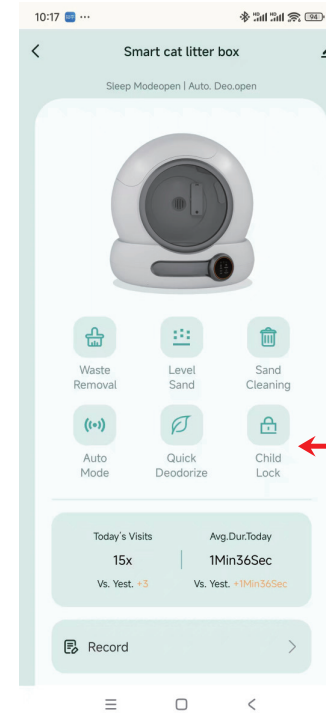 10:17
94
Smart cat litter box
Sleep Modeopen | Auto. Deo.open
Waste Removal
Level Sand
Sand Cleaning
Auto Mode
Quick Deodorize
Child Lock
Today's Visits
Avg.Dur.Today
15x
1Min36Sec
Vs. Yest. +3
Vs. Yest. +1Min36Sec
Record